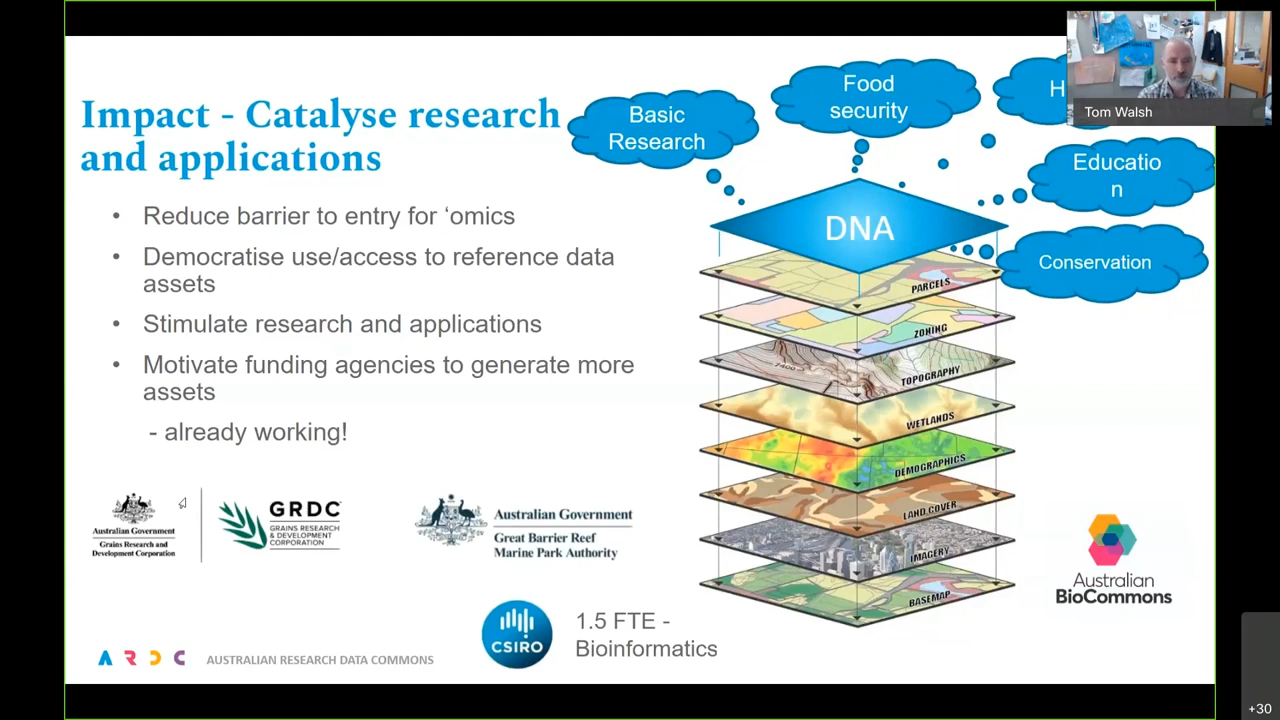 Impact - Catalyse research
and applications
• Reduce barrier to entry for ‘omics
• Democratise use/access to reference data
assets
• Stimulate research and applications
• Motivate funding agencies to generate more
assets
- already working!
Basic
Research
Food
security
H
Tom Walsh
Educatio
n
Conservation
DNA
PARCELS
ZONING
7400
TOPOGRAPHY
WETLANDS
DEMOGRAPHICS
LAND COVER
IMAGERY
BASEMAP
Australian Government
Grains Research and
Development Corporation
GRDC
GRAINS RESEARCH
& DEVELOPMENT
CORPORATION
Australian Government
Great Barrier Reef
Marine Park Authority
CSIRO
1.5 FTE -
Bioinformatics
Australian
BioCommons
ARDC AUSTRALIAN RESEARCH DATA COMMONS
+30